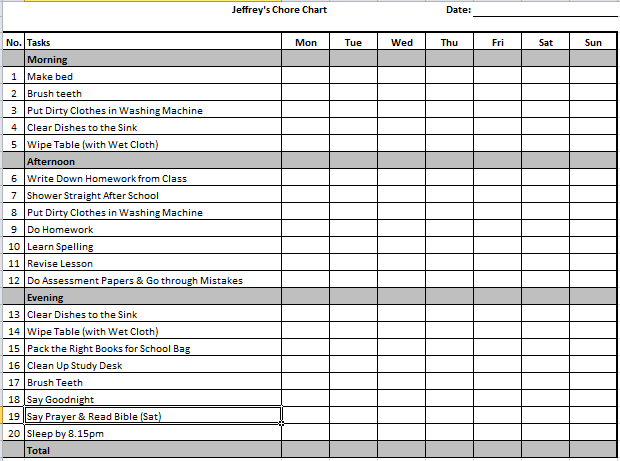 Jeffrey's Chore Chart Date:
No. Tasks Mon Tue Wed Thu Fri Sat Sun
Morning
1 Make bed
2 Brush teeth
3 Put Dirty Clothes in Washing Machine
4 Clear Dishes to the Sink
5 Wipe Table (with Wet Cloth)
Afternoon
6 Write Down Homework from Class
7 Shower Straight After School
8 Put Dirty Clothes in Washing Machine
9 Do Homework
10 Learn Spelling
11 Revise Lesson
12 Do Assessment Papers & Go through Mistakes
Evening
13 Clear Dishes to the Sink
14 Wipe Table (with Wet Cloth)
15 Pack the Right Books for School Bag
16 Clean Up Study Desk
17 Brush Teeth
18 Say Goodnight
19 Say Prayer & Read Bible (Sat)
20 Sleep by 8.15pm
Total